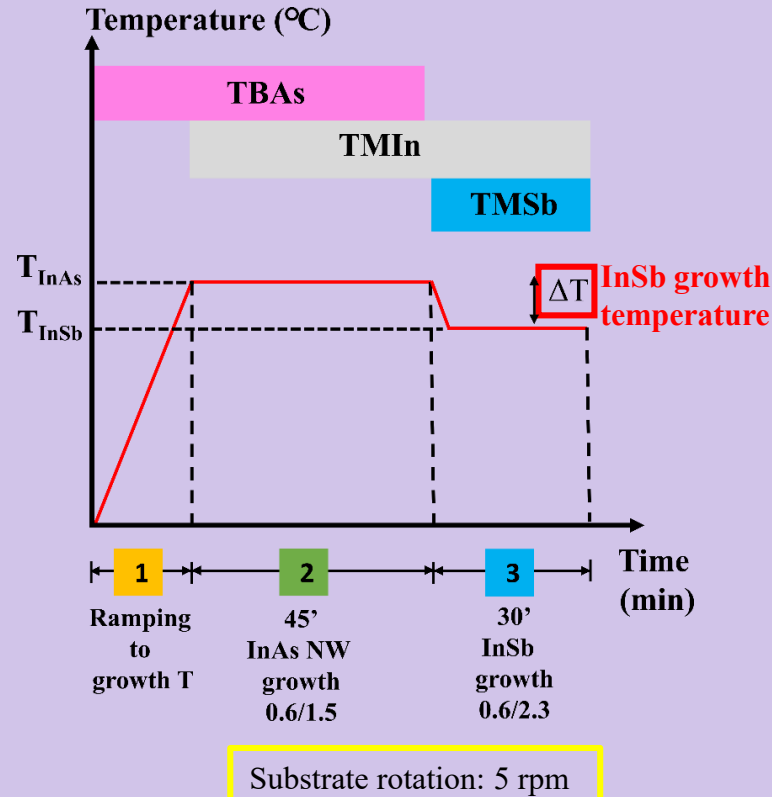 Temperature (°C)
TBAs
TMIn
TMSb
T_InAs
ΔT
InSb growth
temperature
T_InSb
1
2
3
Time
(min)
Ramping
to
growth T
45’
InAs NW
growth
0.6/1.5
30’
InSb
growth
0.6/2.3
Substrate rotation: 5 rpm